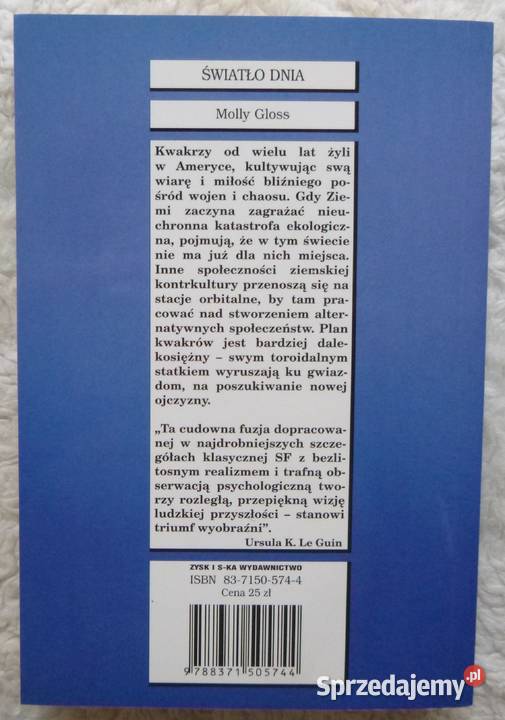 ŚWIATŁO DNIA
Molly Gloss
Kwakrzy od wielu lat żyli
w Ameryce, kultywując swą
wiarę i miłość bliźniego po-
śród wojen i chaosu. Gdy Zie-
mi zaczyna zagrażać nieu-
chronna katastrofa ekologicz-
na, pojmują, że w tym świecie
nie ma już dla nich miejsca.
Inne społeczności ziemskiej
kontrkultury przenoszą się na
stacje orbitalne, by tam pra-
cować nad stworzeniem alter-
natywnych społeczeństw. Plan
kwakrów jest bardziej dale-
kosiężny – swym toroidalnym
statkiem wyruszają ku gwiaz-
dom, na poszukiwanie nowej
ojczyzny.
„Ta cudowna fuzja dopracowa-
nej w najdrobniejszych szcze-
gółach klasycznej SF z bezli-
tosnym realizmem i trafną ob-
serwacją psychologiczną two-
rzy rozległą, przepiękną wizję
ludzkiej przyszłości – stanowi
triumf wyobraźni”.
Ursula K. Le Guin
ZYSK I S-KA WYDAWNICTWO
ISBN 83-7150-574-4
Cena 25 zł
9788371505744
Sprzedajemy.pl